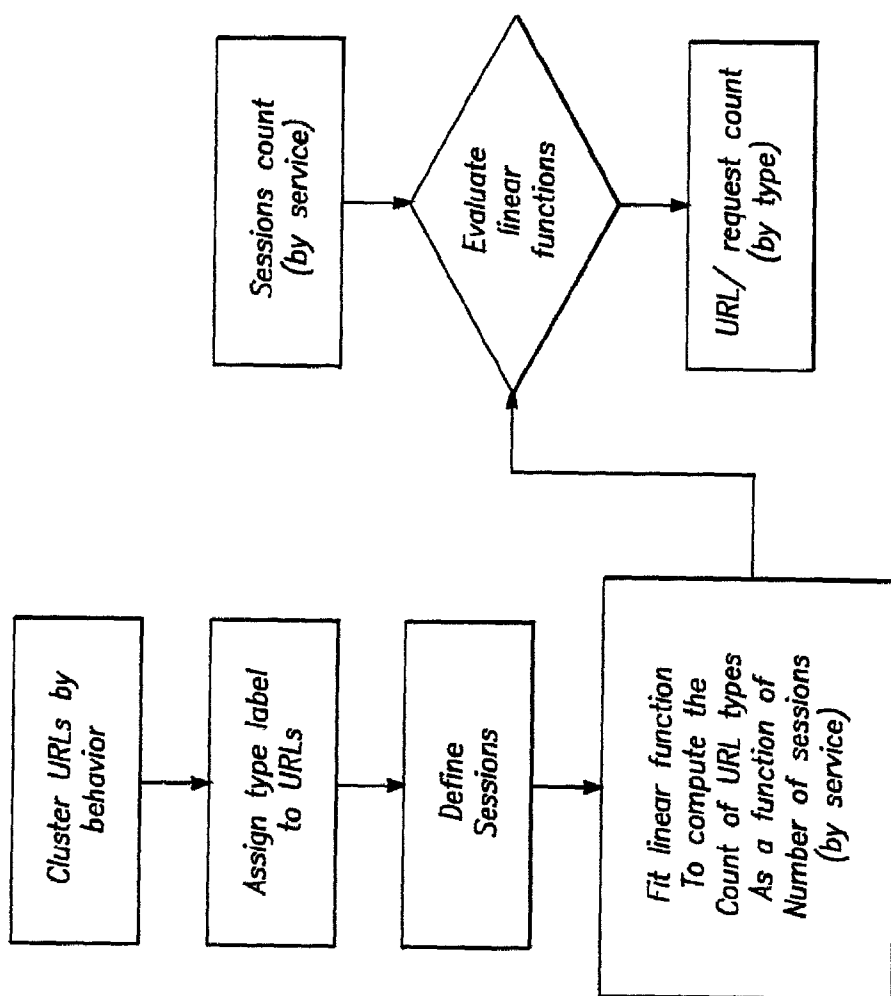 Cluster URLs by
behavior
Assign type label
to URLs
Define
Sessions
Fit linear function
To compute the
Count of URL types
As a function of
Number of sessions
(by service)
Sessions count
(by service)
Evaluate
linear
functions
URL/ request count
(by type)